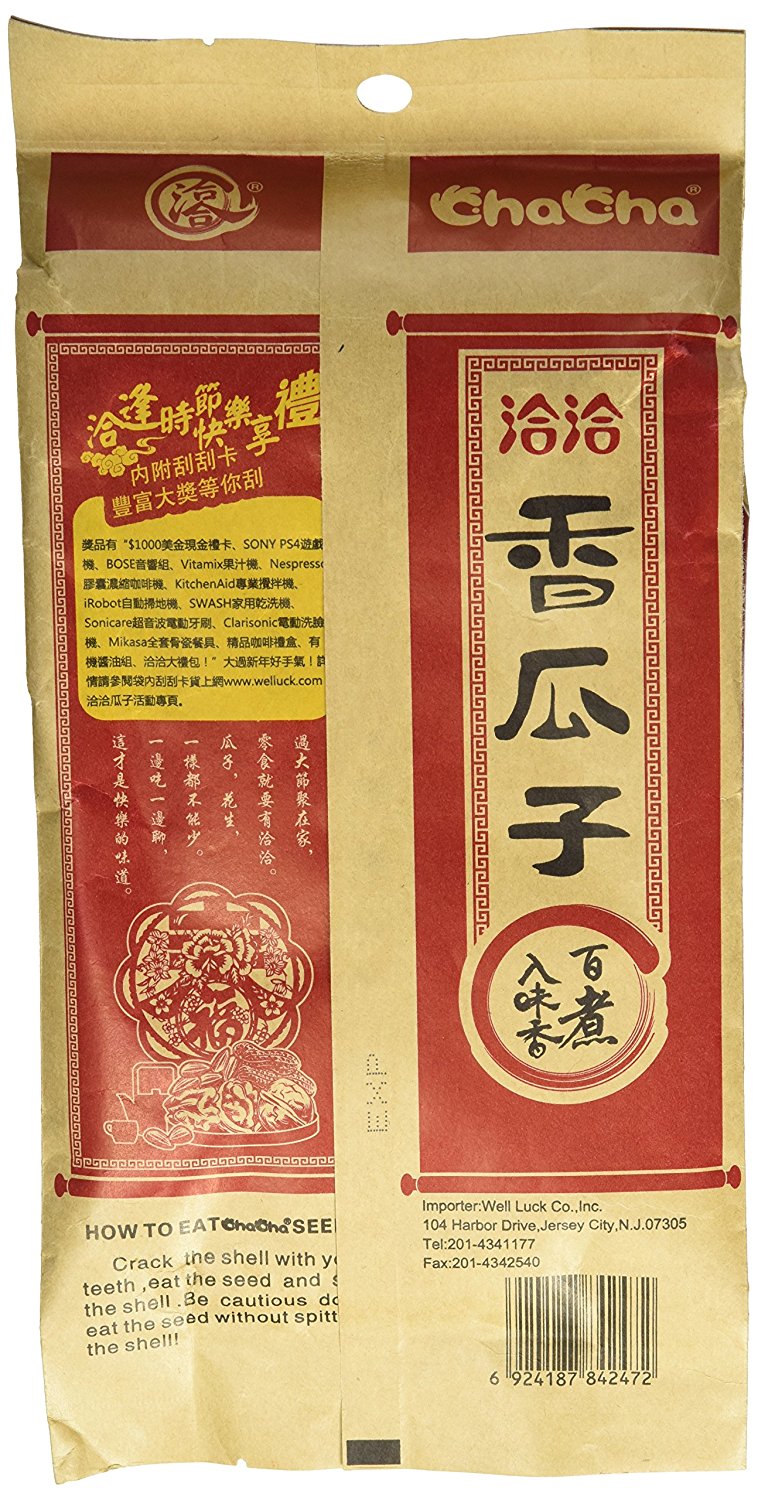 洽洽®
ChaCha®
洽逢時節快樂享禮
內附刮刮卡
豐富大獎等你刮
獎品有"$1000美金現金禮卡、SONY PS4遊戲
機、BOSE音響組、Vitamix果汁機、Nespresso
膠囊濃縮咖啡機、KitchenAid專業攪拌機、
iRobot自動掃地機、SWASH家用乾洗機、
Sonicare超音波電動牙刷、Clarisonic電動洗臉
機、Mikasa全套骨瓷餐具、精品咖啡禮盒、有
機醬油組、洽洽大禮包！"大過新年好手氣！詳
情請參閱袋內刮刮卡貨上網www.welluck.com
洽洽瓜子活動專頁。
過大節聚在家，
零食就要有洽洽。
瓜子，花生，
一樣都不能少。
一邊吃一邊聊，
這才是快樂的味道。
福
HOW TO EAT ChaCha® SEE
Crack the shell with y
teeth ,eat the seed and s
the shell .Be cautious do
eat the seed without spitt
the shell!
洽洽
香瓜子
百煮
入味香
EXP
Importer:Well Luck Co.,Inc.
104 Harbor Drive,Jersey City,N.J.07305
Tel:201-4341177
Fax:201-4342540
6 924187 842472